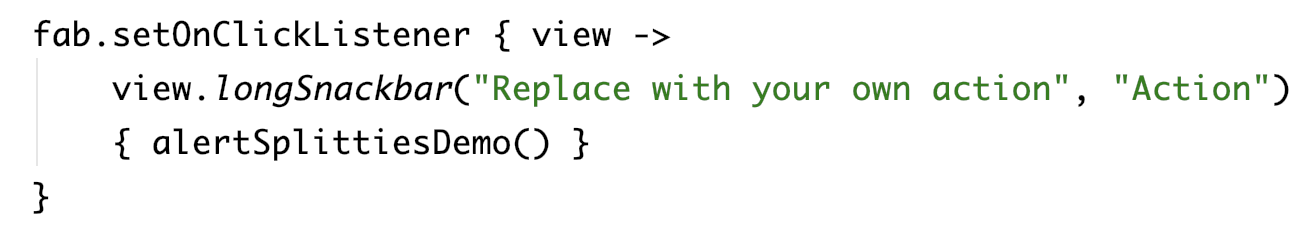 fab.setOnClickListener { view ->
    view.longSnackbar("Replace with your own action", "Action")
    { alertSplittiesDemo() }
}